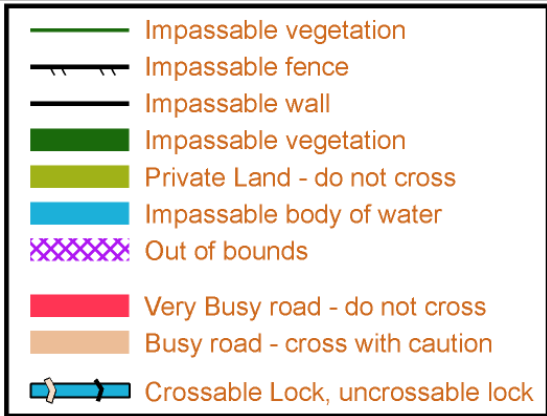 Impassable vegetation
Impassable fence
Impassable wall
Impassable vegetation
Private Land - do not cross
Impassable body of water
Out of bounds
Very Busy road - do not cross
Busy road - cross with caution
Crossable Lock, uncrossable lock